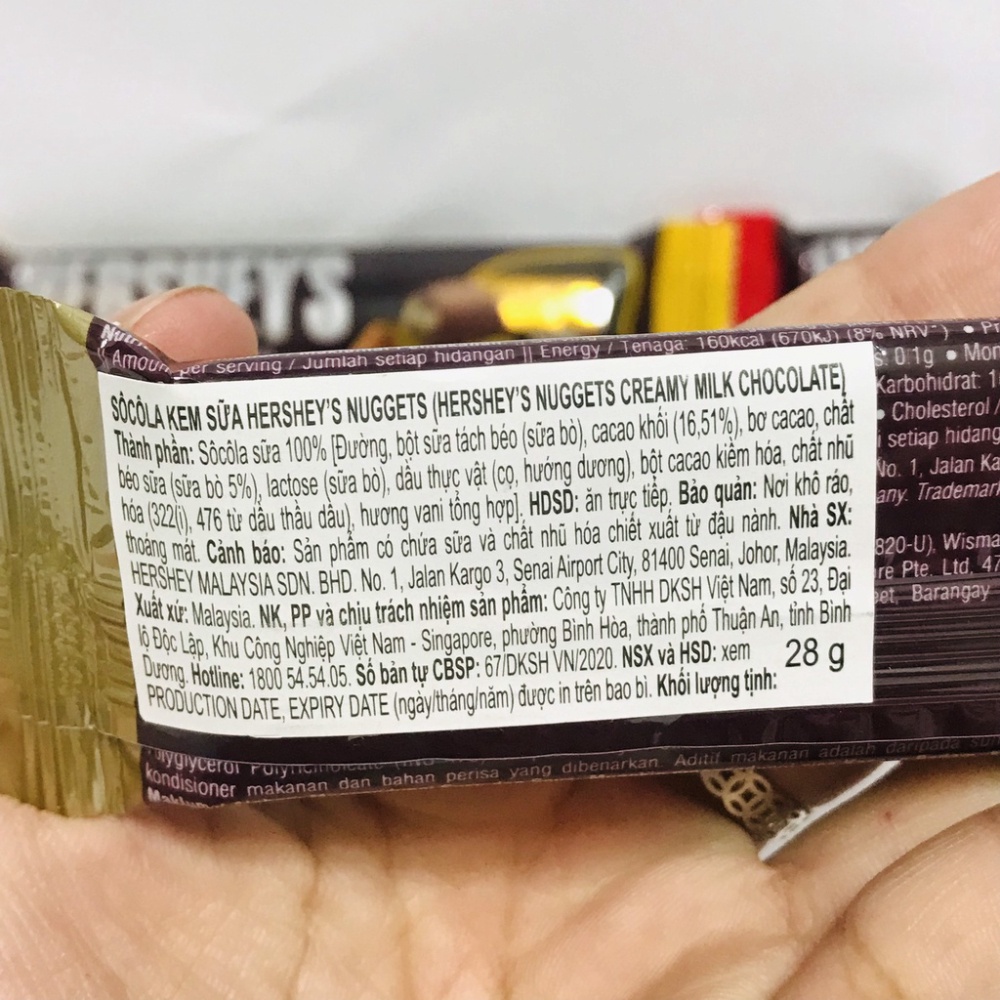 HERSHEY'S
Amount per serving / Jumlah setiap hidangan || Energy / Tenaga: 160kcal (670kJ) (8% NRV*) •
SÔCÔLA KEM SỮA HERSHEY'S NUGGETS (HERSHEY'S NUGGETS CREAMY MILK CHOCOLATE)
Thành phần: Sôcôla sữa 100% [Đường, bột sữa tách béo (sữa bò), cacao khối (16,51%), bơ cacao, chất
béo sữa (sữa bò 5%), lactose (sữa bò), dầu thực vật (cọ, hướng dương), bột cacao kiềm hóa, chất nhũ
hóa (322(i), 476 từ dầu thầu dầu), hương vani tổng hợp]. HDSD: ăn trực tiếp. Bảo quản: Nơi khô ráo,
thoáng mát. Cảnh báo: Sản phẩm có chứa sữa và chất nhũ hóa chiết xuất từ đậu nành. Nhà SX:
HERSHEY MALAYSIA SDN. BHD. No. 1, Jalan Kargo 3, Senai Airport City, 81400 Senai, Johor, Malaysia.
Xuất xứ: Malaysia. NK, PP và chịu trách nhiệm sản phẩm: Công ty TNHH DKSH Việt Nam, số 23, Đại
lộ Độc Lập, Khu Công Nghiệp Việt Nam - Singapore, phường Bình Hòa, thành phố Thuận An, tỉnh Bình
Dương. Hotline: 1800 54.54.05. Số bản tự CBSP: 67/DKSH VN/2020. NSX và HSD: xem
PRODUCTION DATE, EXPIRY DATE (ngày/tháng/năm) được in trên bao bì. Khối lượng tịnh:
28 g
0.1g •
Karbohidrat:
• Cholesterol /
setiap
No. 1, Jalan
any. Trademark
820-U), Wisma
re Pte. Ltd, 47
Barangay
kondisioner makanan dan bahan perisa yang dibenarkan. Aditif makanan adalah daripada